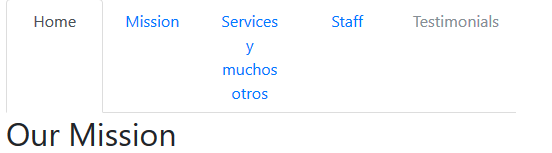 Home Mission Services Staff Testimonials
y
muchos
otros
Our Mission